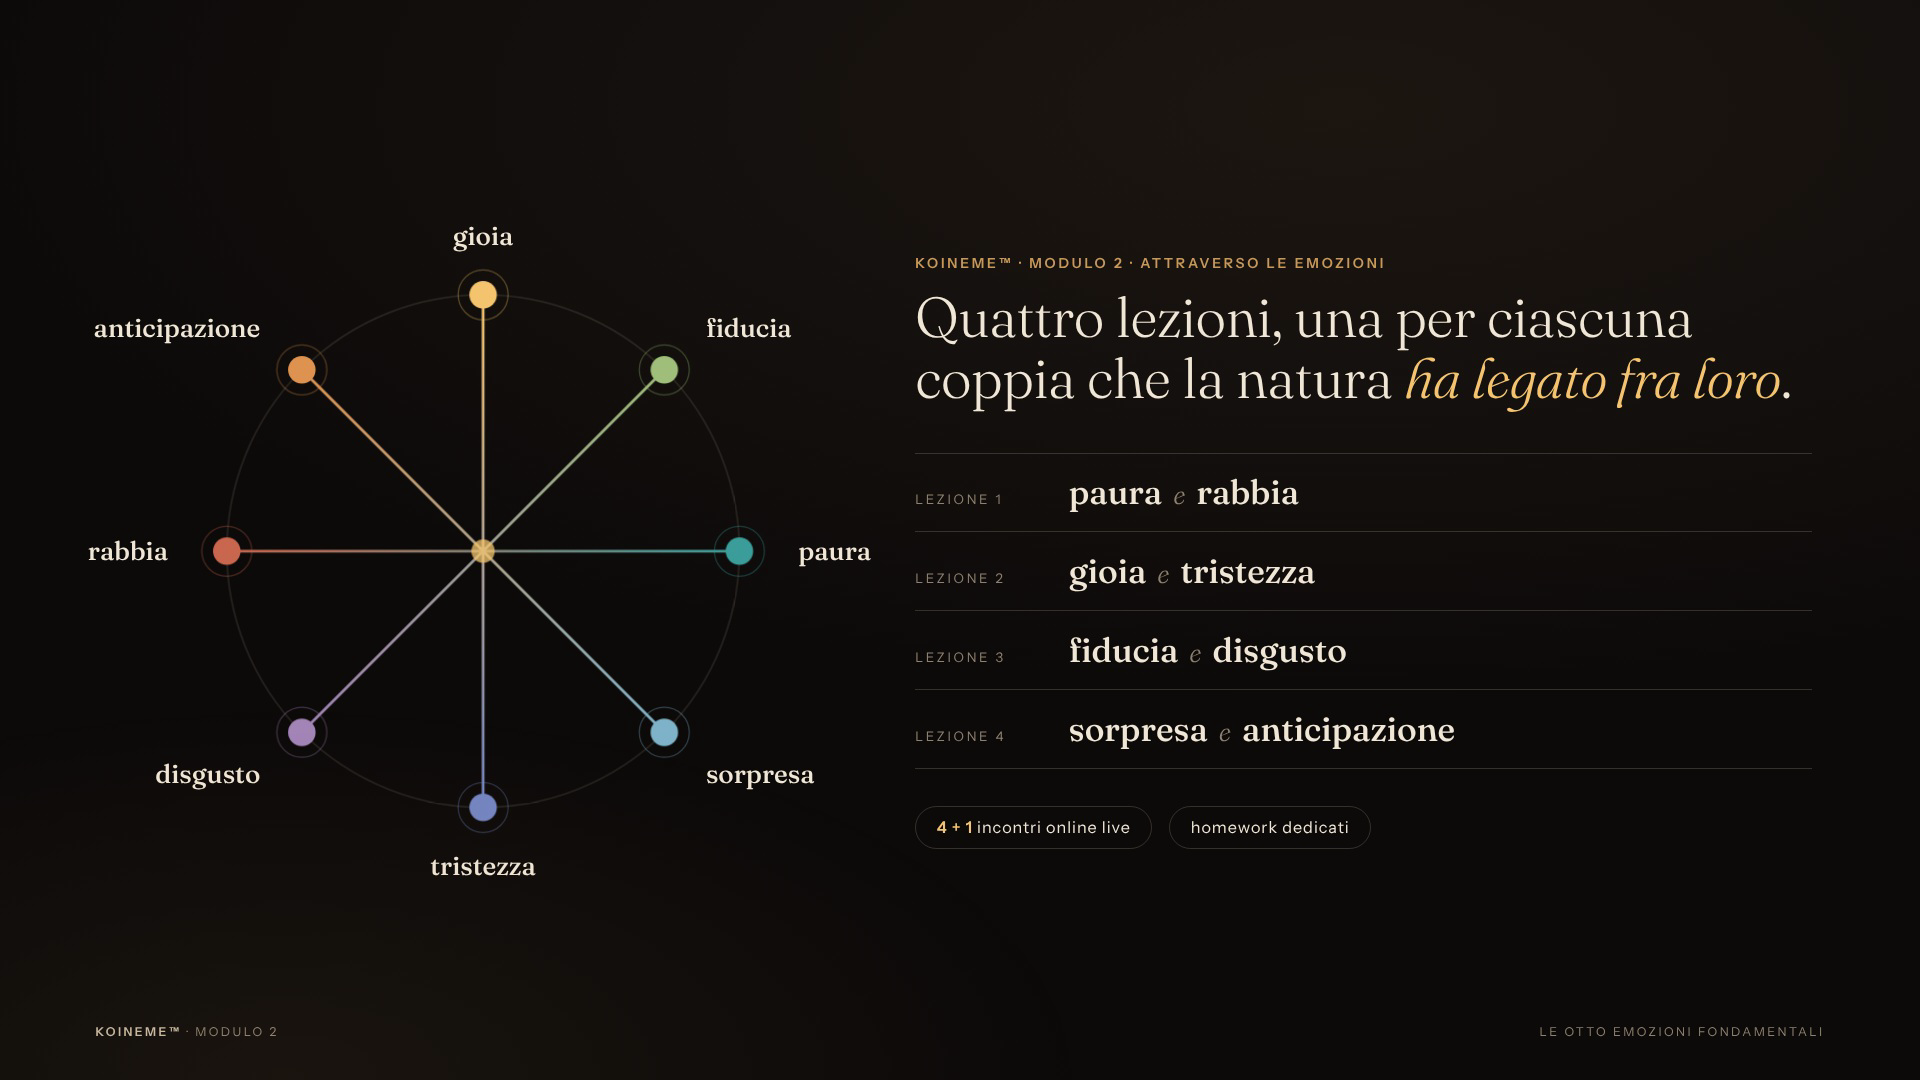 gioia
anticipazione
fiducia
rabbia
paura
disgusto
sorpresa
tristezza
KOINEME™ · MODULO 2 · ATTRAVERSO LE EMOZIONI
Quattro lezioni, una per ciascuna
coppia che la natura ha legato fra loro.
LEZIONE 1 paura e rabbia
LEZIONE 2 gioia e tristezza
LEZIONE 3 fiducia e disgusto
LEZIONE 4 sorpresa e anticipazione
4 + 1 incontri online live
homework dedicati
KOINEME™ · MODULO 2
LE OTTO EMOZIONI FONDAMENTALI